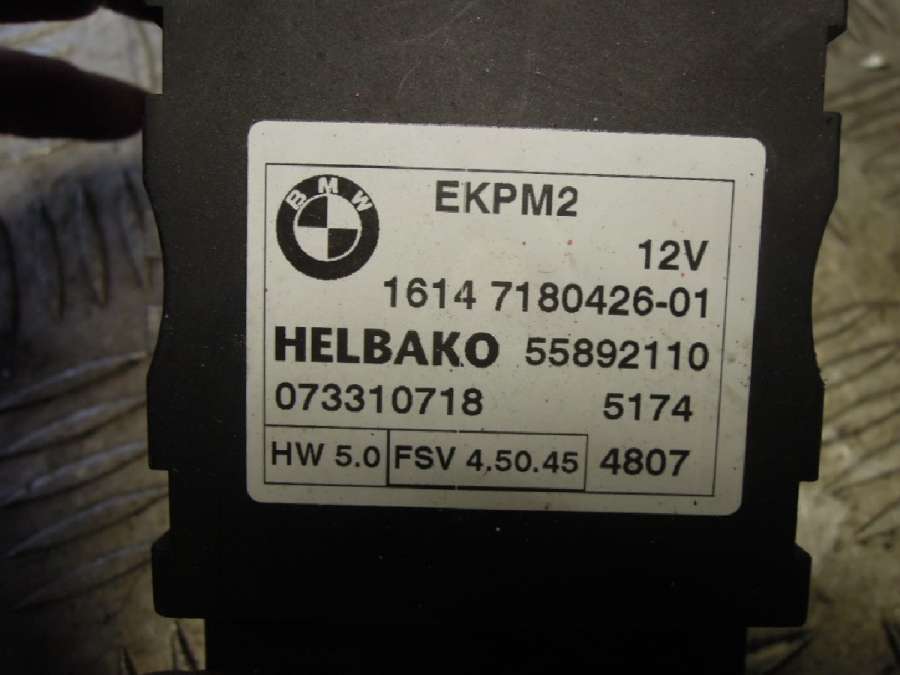 BMW
EKPM2
12V
1614 7180426-01
HELBAKO 55892110
073310718 5174
HW 5.0 FSV 4.50.45 4807